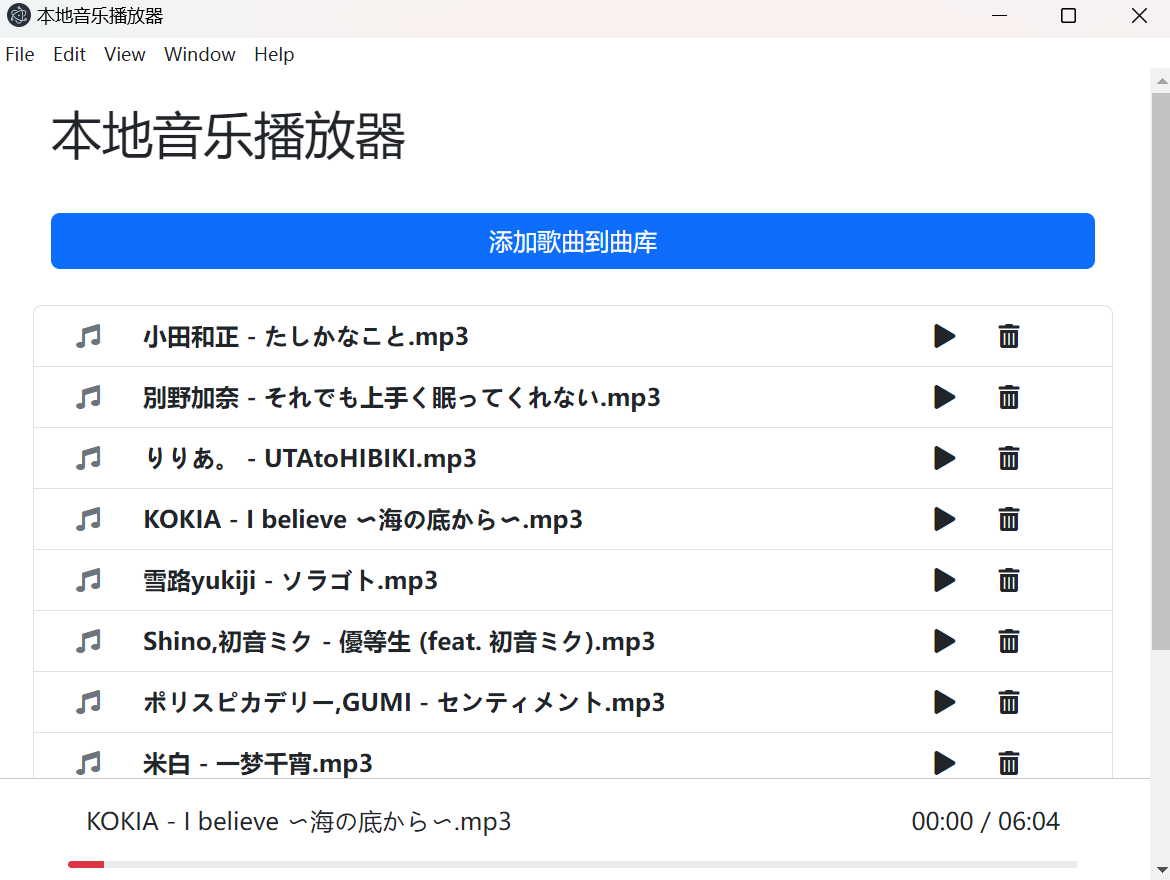 本地音乐播放器
File Edit View Window Help
本地音乐播放器
添加歌曲到曲库
小田和正 - たしかなこと.mp3
別野加奈 - それでも上手く眠ってくれない.mp3
りりあ。 - UTAtoHIBIKI.mp3
KOKIA - I believe ～海の底から～.mp3
雪路yukiji - ソラゴト.mp3
Shino,初音ミク - 優等生 (feat. 初音ミク).mp3
ポリスピカデリー,GUMI - センティメント.mp3
米白 - 一梦千宵.mp3
KOKIA - I believe ～海の底から～.mp3 00:00 / 06:04